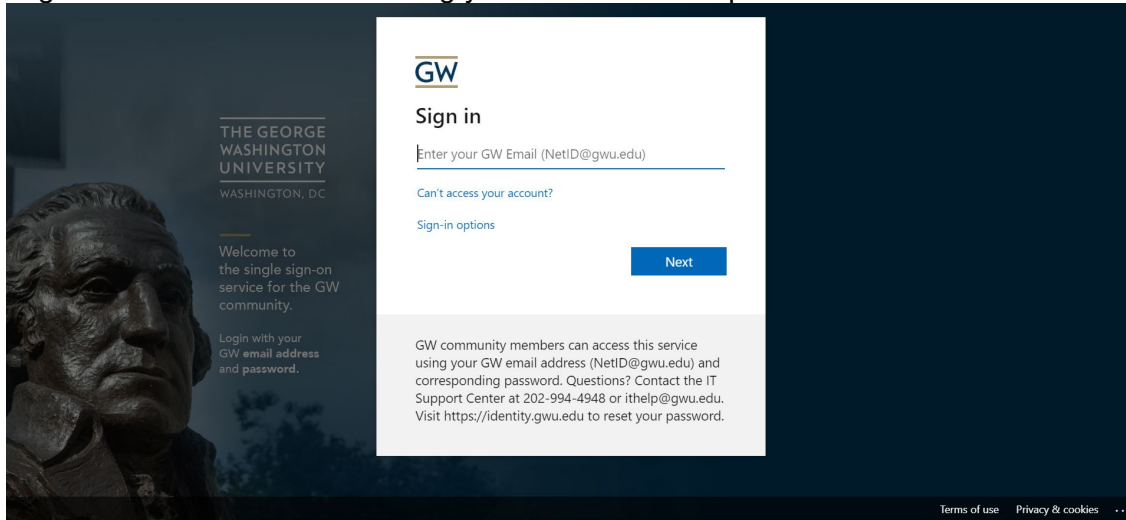 THE GEORGE
WASHINGTON
UNIVERSITY
WASHINGTON, DC
Welcome to
the single sign-on
service for the GW
community.
Login with your
GW email address
and password.
GW
Sign in
Enter your GW Email (NetID@gwu.edu)
Can't access your account?
Sign-in options
Next
GW community members can access this service
using your GW email address (NetID@gwu.edu) and
corresponding password. Questions? Contact the IT
Support Center at 202-994-4948 or ithelp@gwu.edu.
Visit https://identity.gwu.edu to reset your password.
Terms of use Privacy & cookies